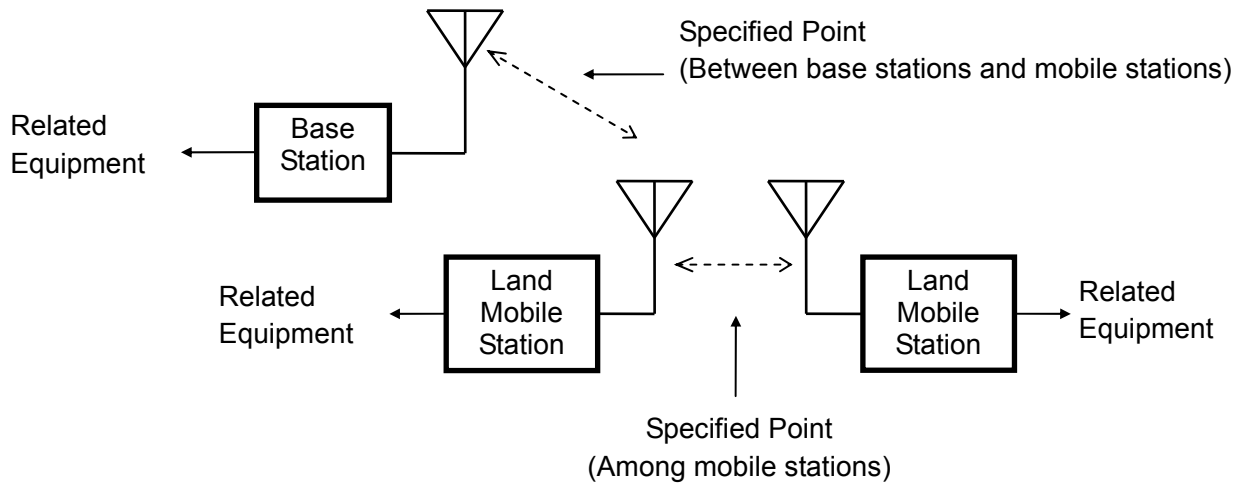 Specified Point
(Between base stations and mobile stations)
Related
Equipment
Base
Station
Related
Equipment
Land
Mobile
Station
Land
Mobile
Station
Related
Equipment
Specified Point
(Among mobile stations)